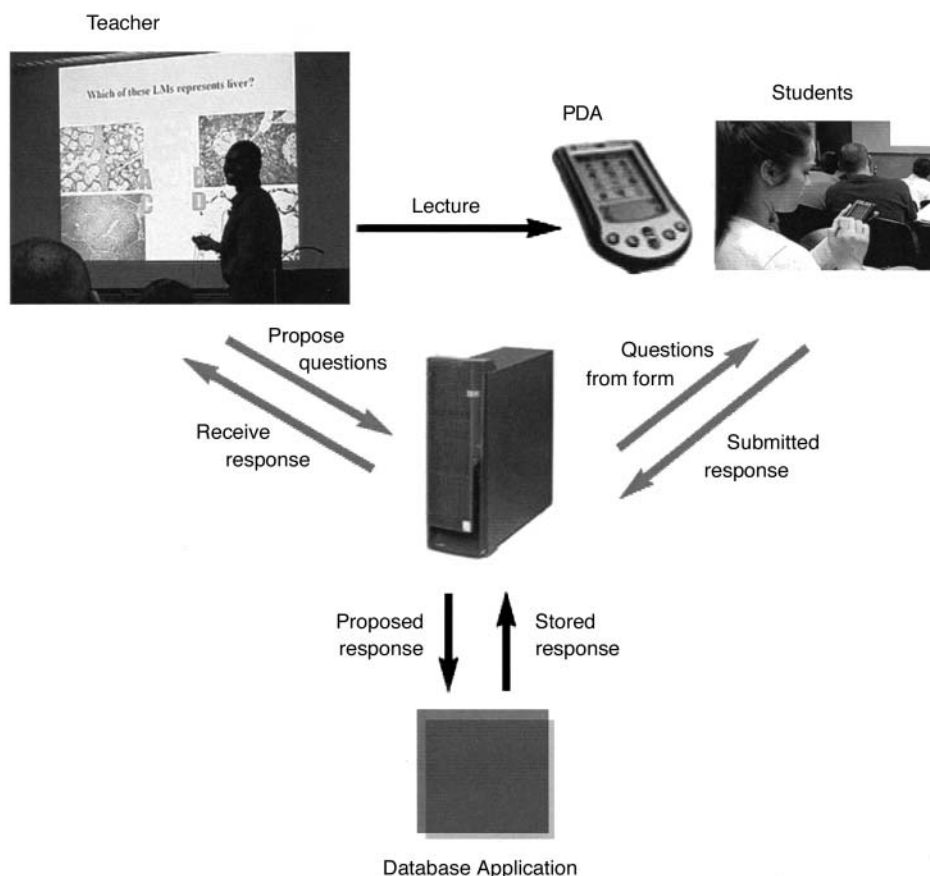 Teacher
Which of these LMs represents liver?
A
C
D
Students
PDA
Lecture
Propose
questions
Receive
response
Questions
from form
Submitted
response
Proposed
response
Stored
response
Database Application